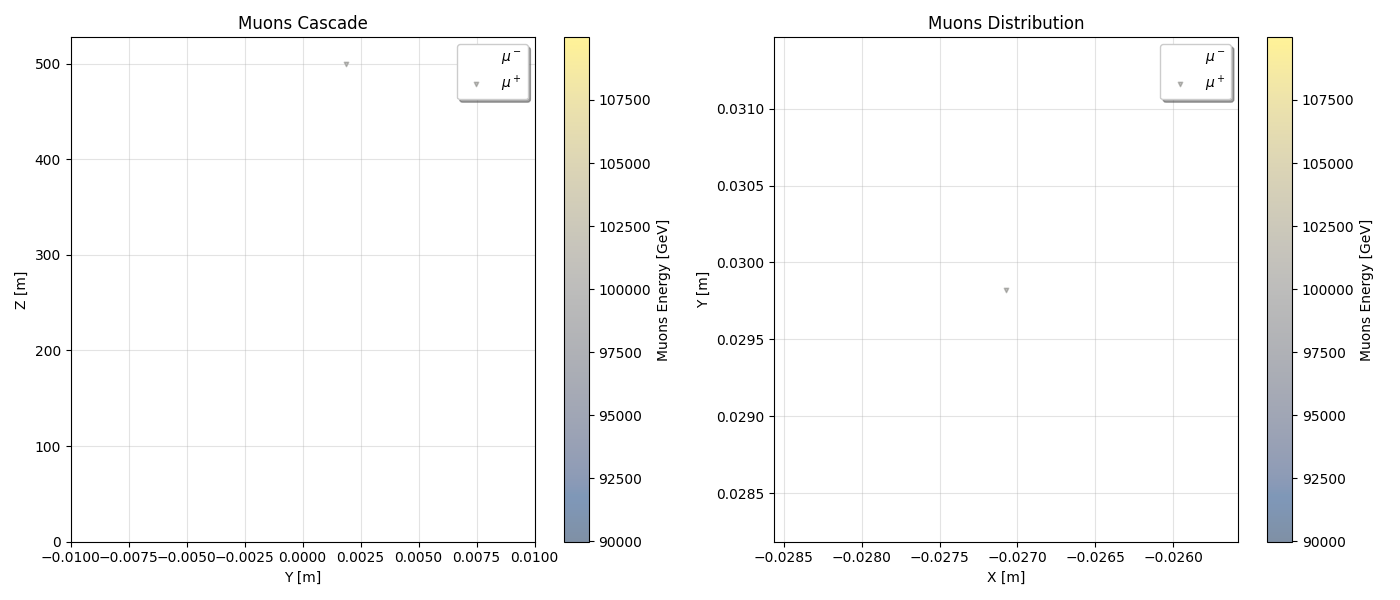 Muons Cascade
μ−
μ+
500
400
300
200
100
0
Z [m]
−0.0100 −0.0075 −0.0050 −0.0025 0.0000 0.0025 0.0050 0.0075 0.0100
Y [m]
107500
105000
102500
100000
97500
95000
92500
90000
Muons Energy [GeV]
Muons Distribution
μ−
μ+
0.0310
0.0305
0.0300
0.0295
0.0290
0.0285
Y [m]
−0.0285 −0.0280 −0.0275 −0.0270 −0.0265 −0.0260
X [m]
107500
105000
102500
100000
97500
95000
92500
90000
Muons Energy [GeV]